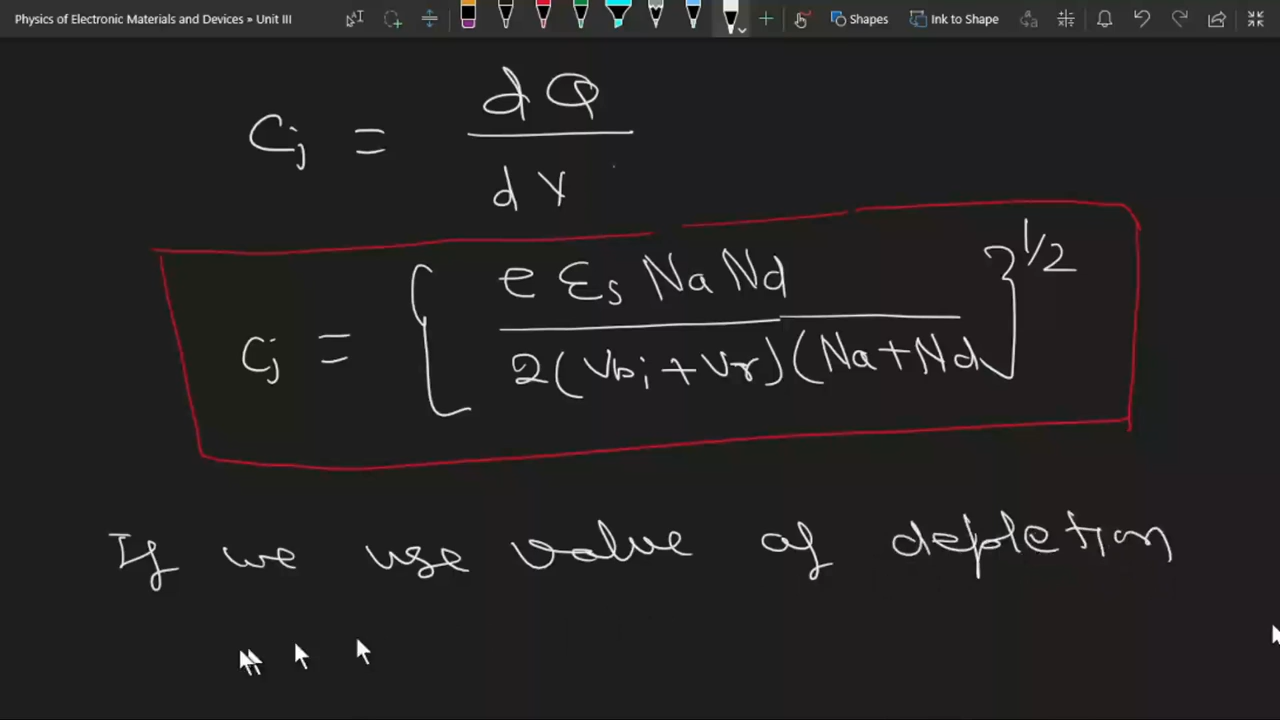 Physics of Electronic Materials and Devices » Unit III
Shapes
Ink to Shape
Cj = dQ / dV
Cj = [ e Ɛs Na Nd / 2(Vbi + Vr)(Na + Nd ]^1/2
If we use value of depletion